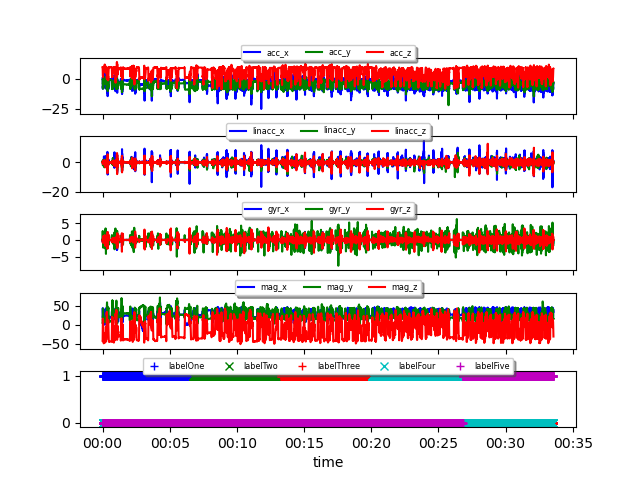 acc_x acc_y acc_z
0
−25
linacc_x linacc_y linacc_z
0
−20
gyr_x gyr_y gyr_z
5
0
−5
mag_x mag_y mag_z
50
0
−50
labelOne labelTwo labelThree labelFour labelFive
1
0
00:00 00:05 00:10 00:15 00:20 00:25 00:30 00:35
time